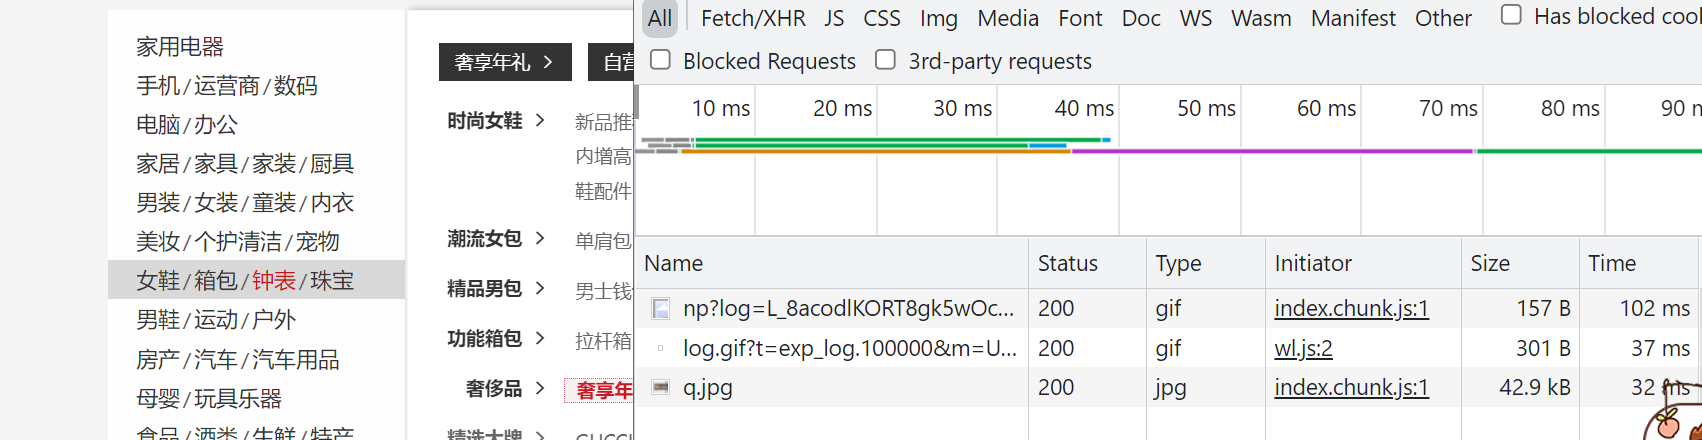 家用电器
手机/运营商/数码
电脑/办公
家居/家具/家装/厨具
男装/女装/童装/内衣
美妆/个护清洁/宠物
女鞋/箱包/钟表/珠宝
男鞋/运动/户外
房产/汽车/汽车用品
母婴/玩具乐器
食品/酒类/生鲜/特产
奢享年礼 > 自营
时尚女鞋 > 新品推
内增高
鞋配件
潮流女包 > 单肩包
精品男包 > 男士钱
功能箱包 > 拉杆箱
奢侈品 > 奢享年
精选大牌 > GUCCI
All Fetch/XHR JS CSS Img Media Font Doc WS Wasm Manifest Other Has blocked cook
Blocked Requests 3rd-party requests
10 ms 20 ms 30 ms 40 ms 50 ms 60 ms 70 ms 80 ms 90 m
Name Status Type Initiator Size Time
np?log=L_8acodlKORT8gk5wOc... 200 gif index.chunk.js:1 157 B 102 ms
log.gif?t=exp_log.100000&m=U... 200 gif wl.js:2 301 B 37 ms
q.jpg 200 jpg index.chunk.js:1 42.9 kB 32 ms